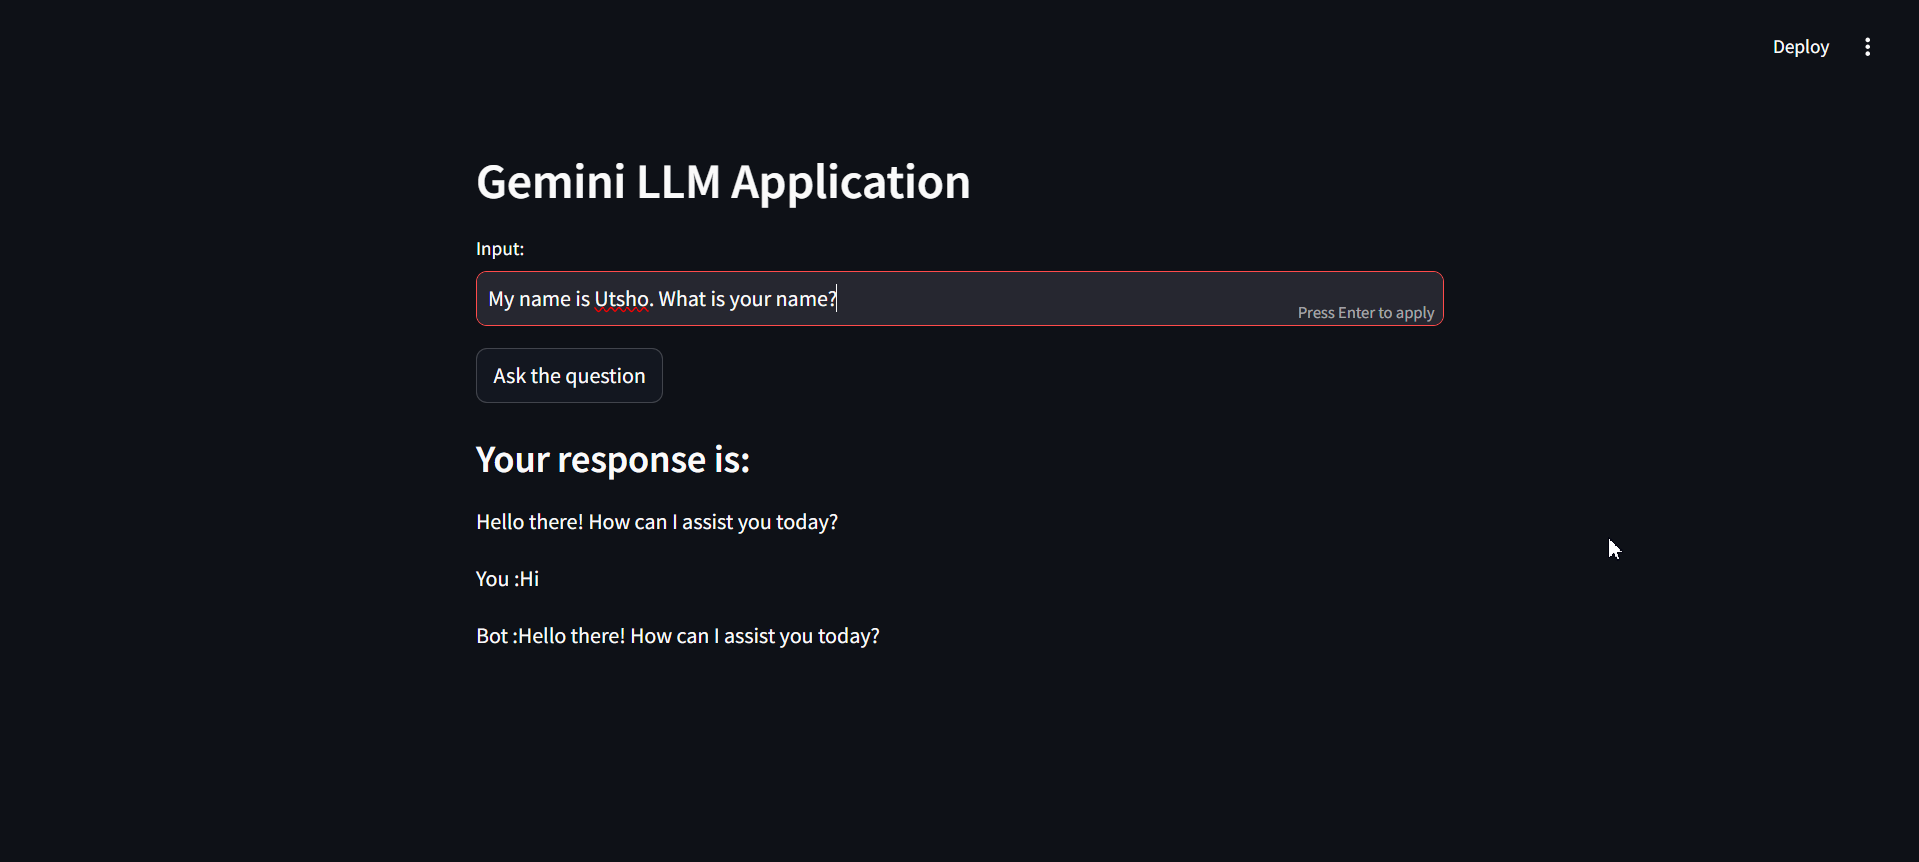 Deploy
Gemini LLM Application
Input:
My name is Utsho. What is your name?
Press Enter to apply
Ask the question
Your response is:
Hello there! How can I assist you today?
You :Hi
Bot :Hello there! How can I assist you today?